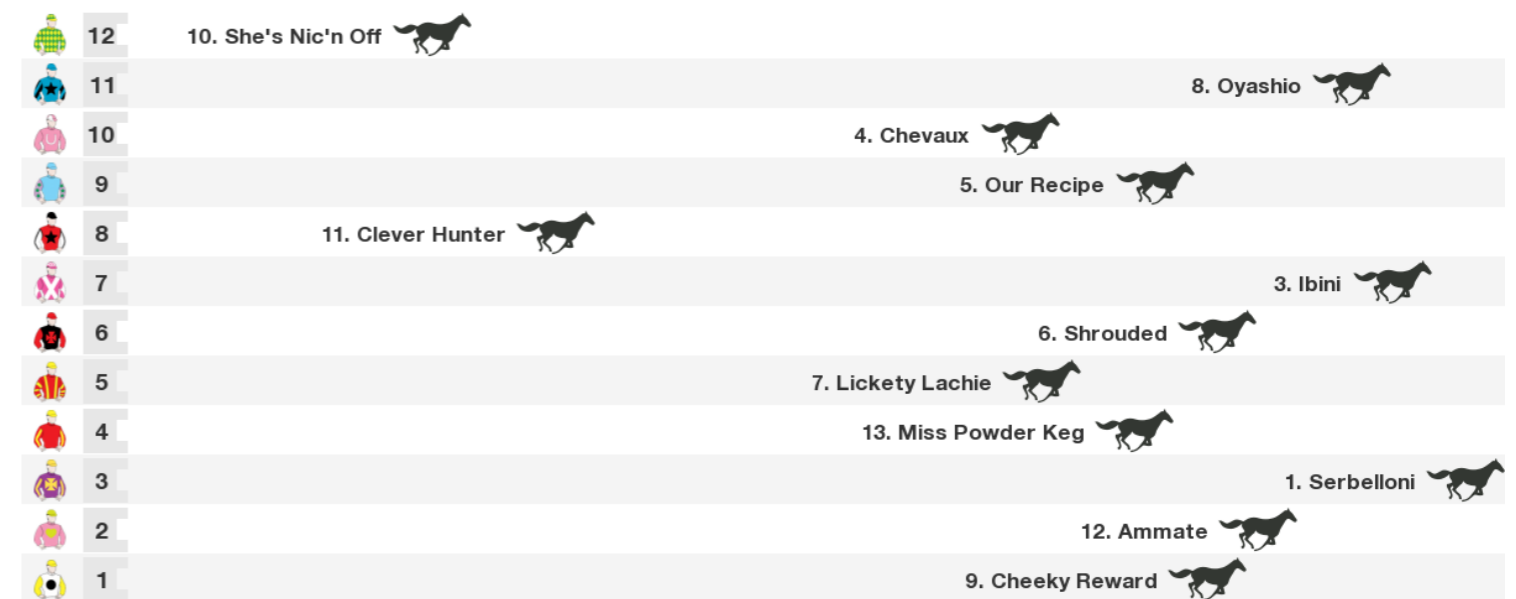 12 10. She's Nic'n Off
11 8. Oyashio
10 4. Chevaux
9 5. Our Recipe
8 11. Clever Hunter
7 3. Ibini
6 6. Shrouded
5 7. Lickety Lachie
4 13. Miss Powder Keg
3 1. Serbelloni
2 12. Ammate
1 9. Cheeky Reward